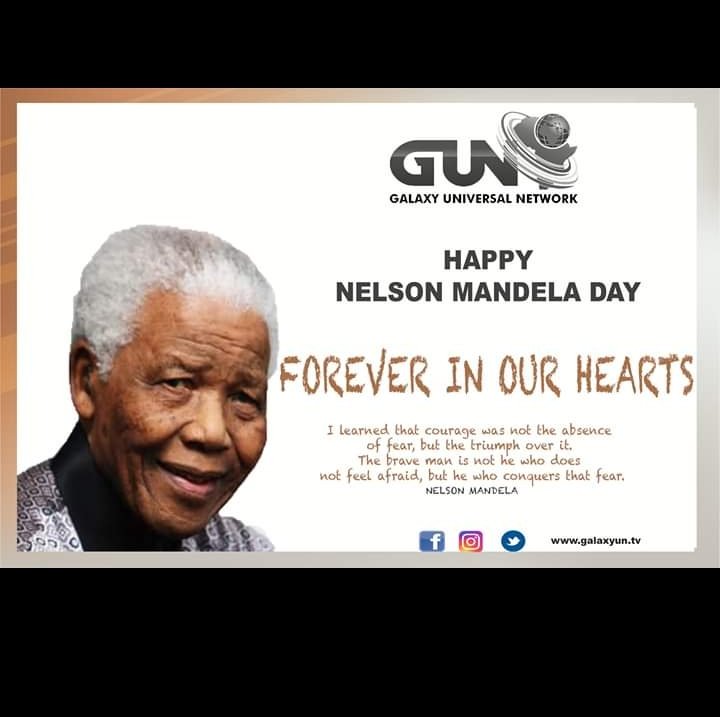 GUN
GALAXY UNIVERSAL NETWORK
HAPPY
NELSON MANDELA DAY
FOREVER IN OUR HEARTS
I learned that courage was not the absence
of fear, but the triumph over it.
The brave man is not he who does
not feel afraid, but he who conquers that fear.
NELSON MANDELA
www.galaxyun.tv